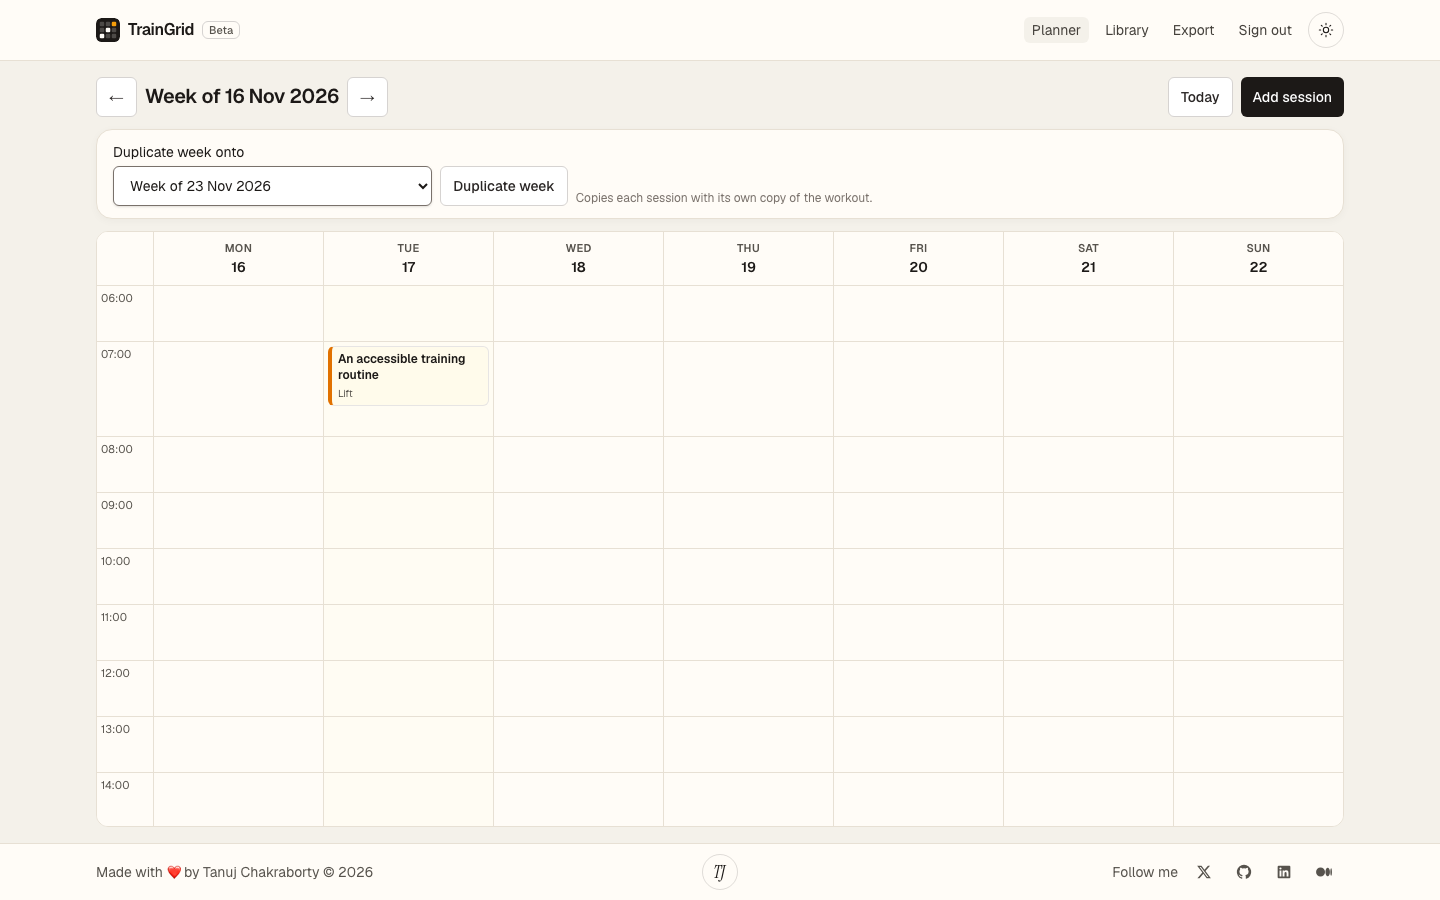 TrainGrid Beta
Planner Library Export Sign out
← Week of 16 Nov 2026 →
Today Add session
Duplicate week onto
Week of 23 Nov 2026 Duplicate week Copies each session with its own copy of the workout.
MON TUE WED THU FRI SAT SUN
16 17 18 19 20 21 22
06:00
07:00
An accessible training
routine
Lift
08:00
09:00
10:00
11:00
12:00
13:00
14:00
Made with ❤️ by Tanuj Chakraborty © 2026
TJ
Follow me